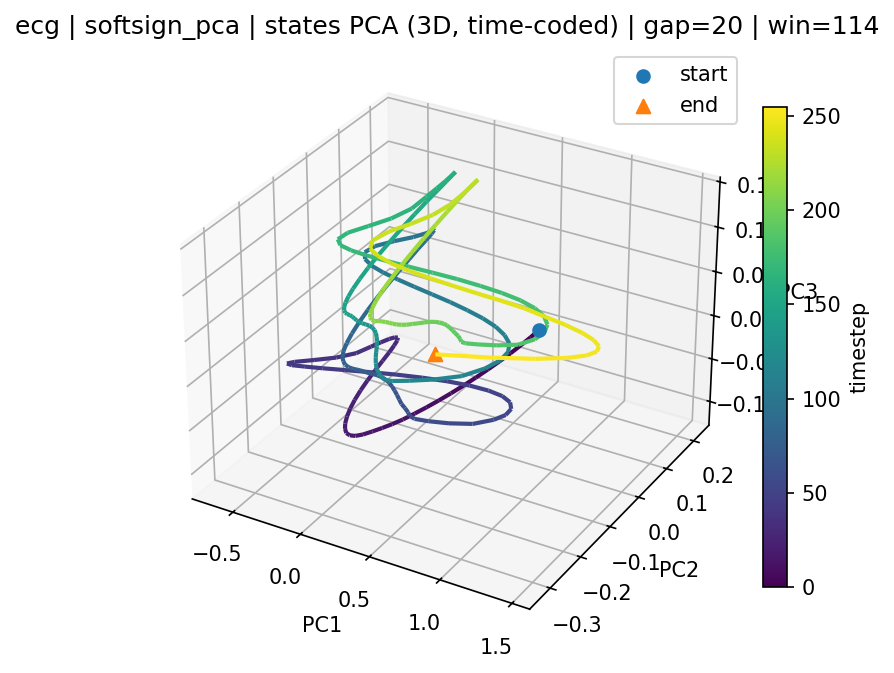 ecg | softsign_pca | states PCA (3D, time-coded) | gap=20 | win=114
start
end
250
200
150
100
50
0
timestep
PC3
−0.5
0.0
0.5
1.0
1.5
PC1
−0.3
−0.2
−0.1
0.0
0.1
0.2
PC2